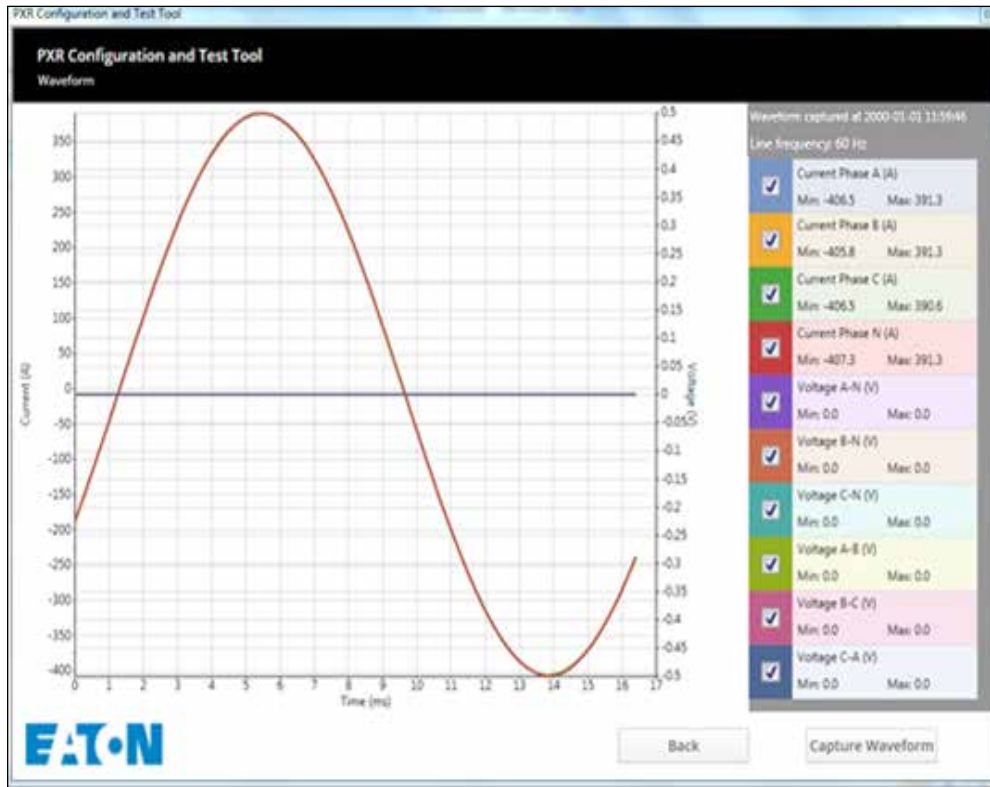 PXR Configuration and Test Tool
PXR Configuration and Test Tool
Waveform
Waveform captured at 2000-01-01 11:59:46
Line frequency: 60 Hz
Current Phase A (A)
Min: -406.5 Max: 391.3
Current Phase B (A)
Min: -405.8 Max: 391.3
Current Phase C (A)
Min: -406.5 Max: 390.6
Current Phase N (A)
Min: -407.3 Max: 391.3
Voltage A-N (V)
Min: 0.0 Max: 0.0
Voltage B-N (V)
Min: 0.0 Max: 0.0
Voltage C-N (V)
Min: 0.0 Max: 0.0
Voltage A-B (V)
Min: 0.0 Max: 0.0
Voltage B-C (V)
Min: 0.0 Max: 0.0
Voltage C-A (V)
Min: 0.0 Max: 0.0
Current (A)
350
300
250
200
150
100
50
0
-50
-100
-150
-200
-250
-300
-350
-400
0.5
0.45
0.4
0.35
0.3
0.25
0.2
0.15
0.1
0.05
0
-0.05
-0.1
-0.15
-0.2
-0.25
-0.3
-0.35
-0.4
-0.45
-0.5
Voltage (V)
0 1 2 3 4 5 6 7 8 9 10 11 12 13 14 15 16 17
Time (ms)
EATON
Back
Capture Waveform